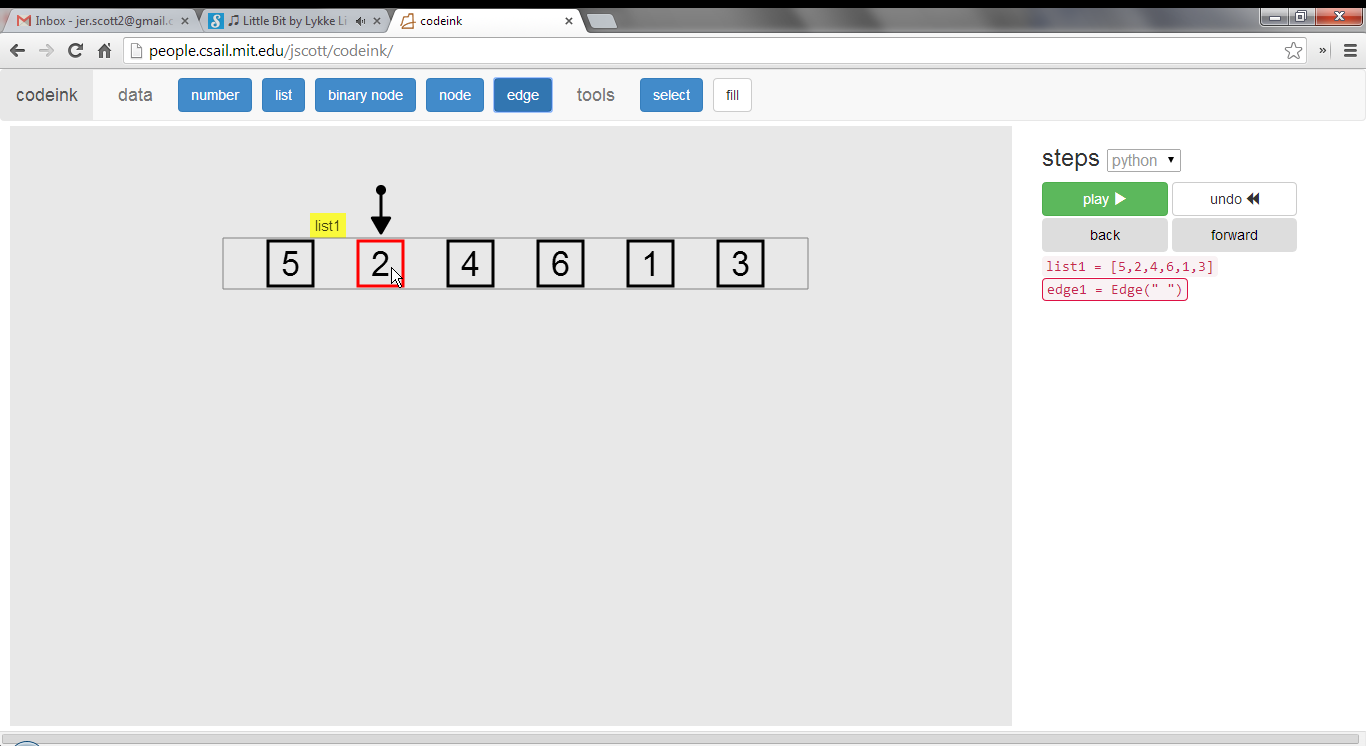 Inbox - jer.scott2@gmail.c
Little Bit by Lykke Li
codeink
people.csail.mit.edu/jscott/codeink/
codeink data number list binary node node edge tools select fill
steps python
play undo
back forward
list1 = [5,2,4,6,1,3]
edge1 = Edge(" ")
list1
5 2 4 6 1 3